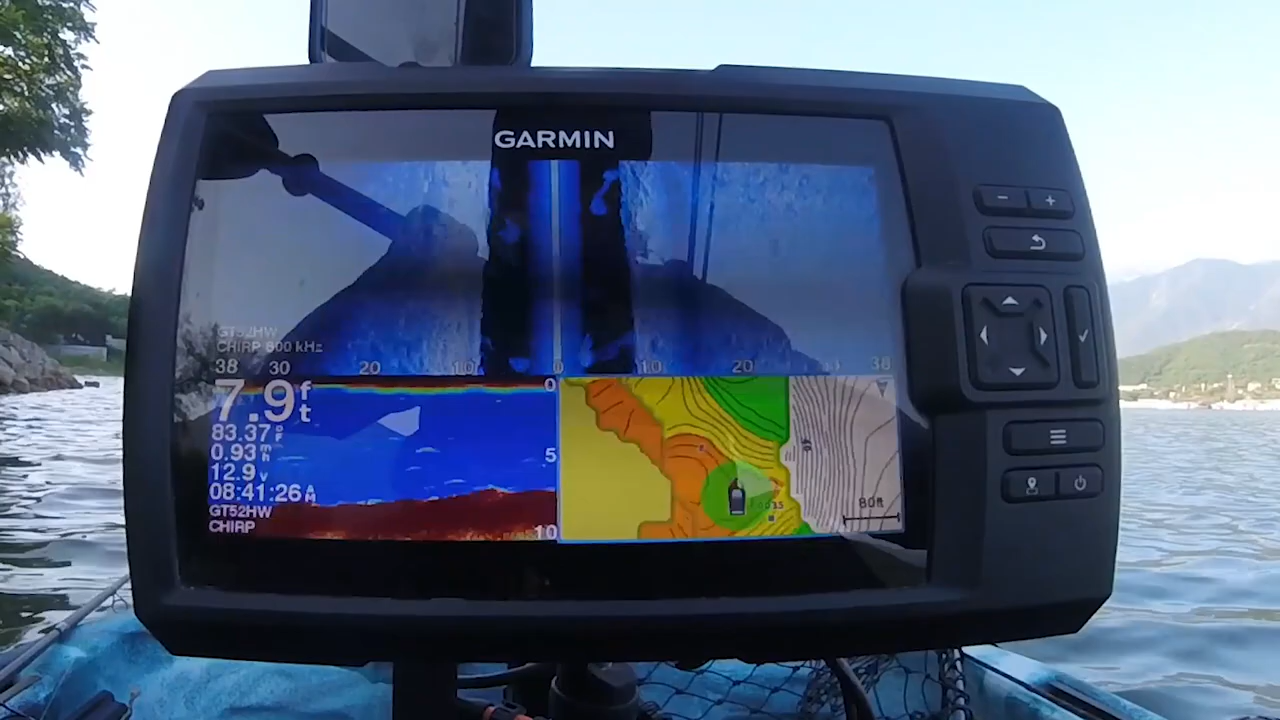 GARMIN
GT52HW
CHIRP 800 kHz
38 30 20 10 0 10 20 38
7.9 ft
83.37°F
0.93 m/h
12.9 v
08:41:26 AM
GT52HW
CHIRP
0
5
10
80ft